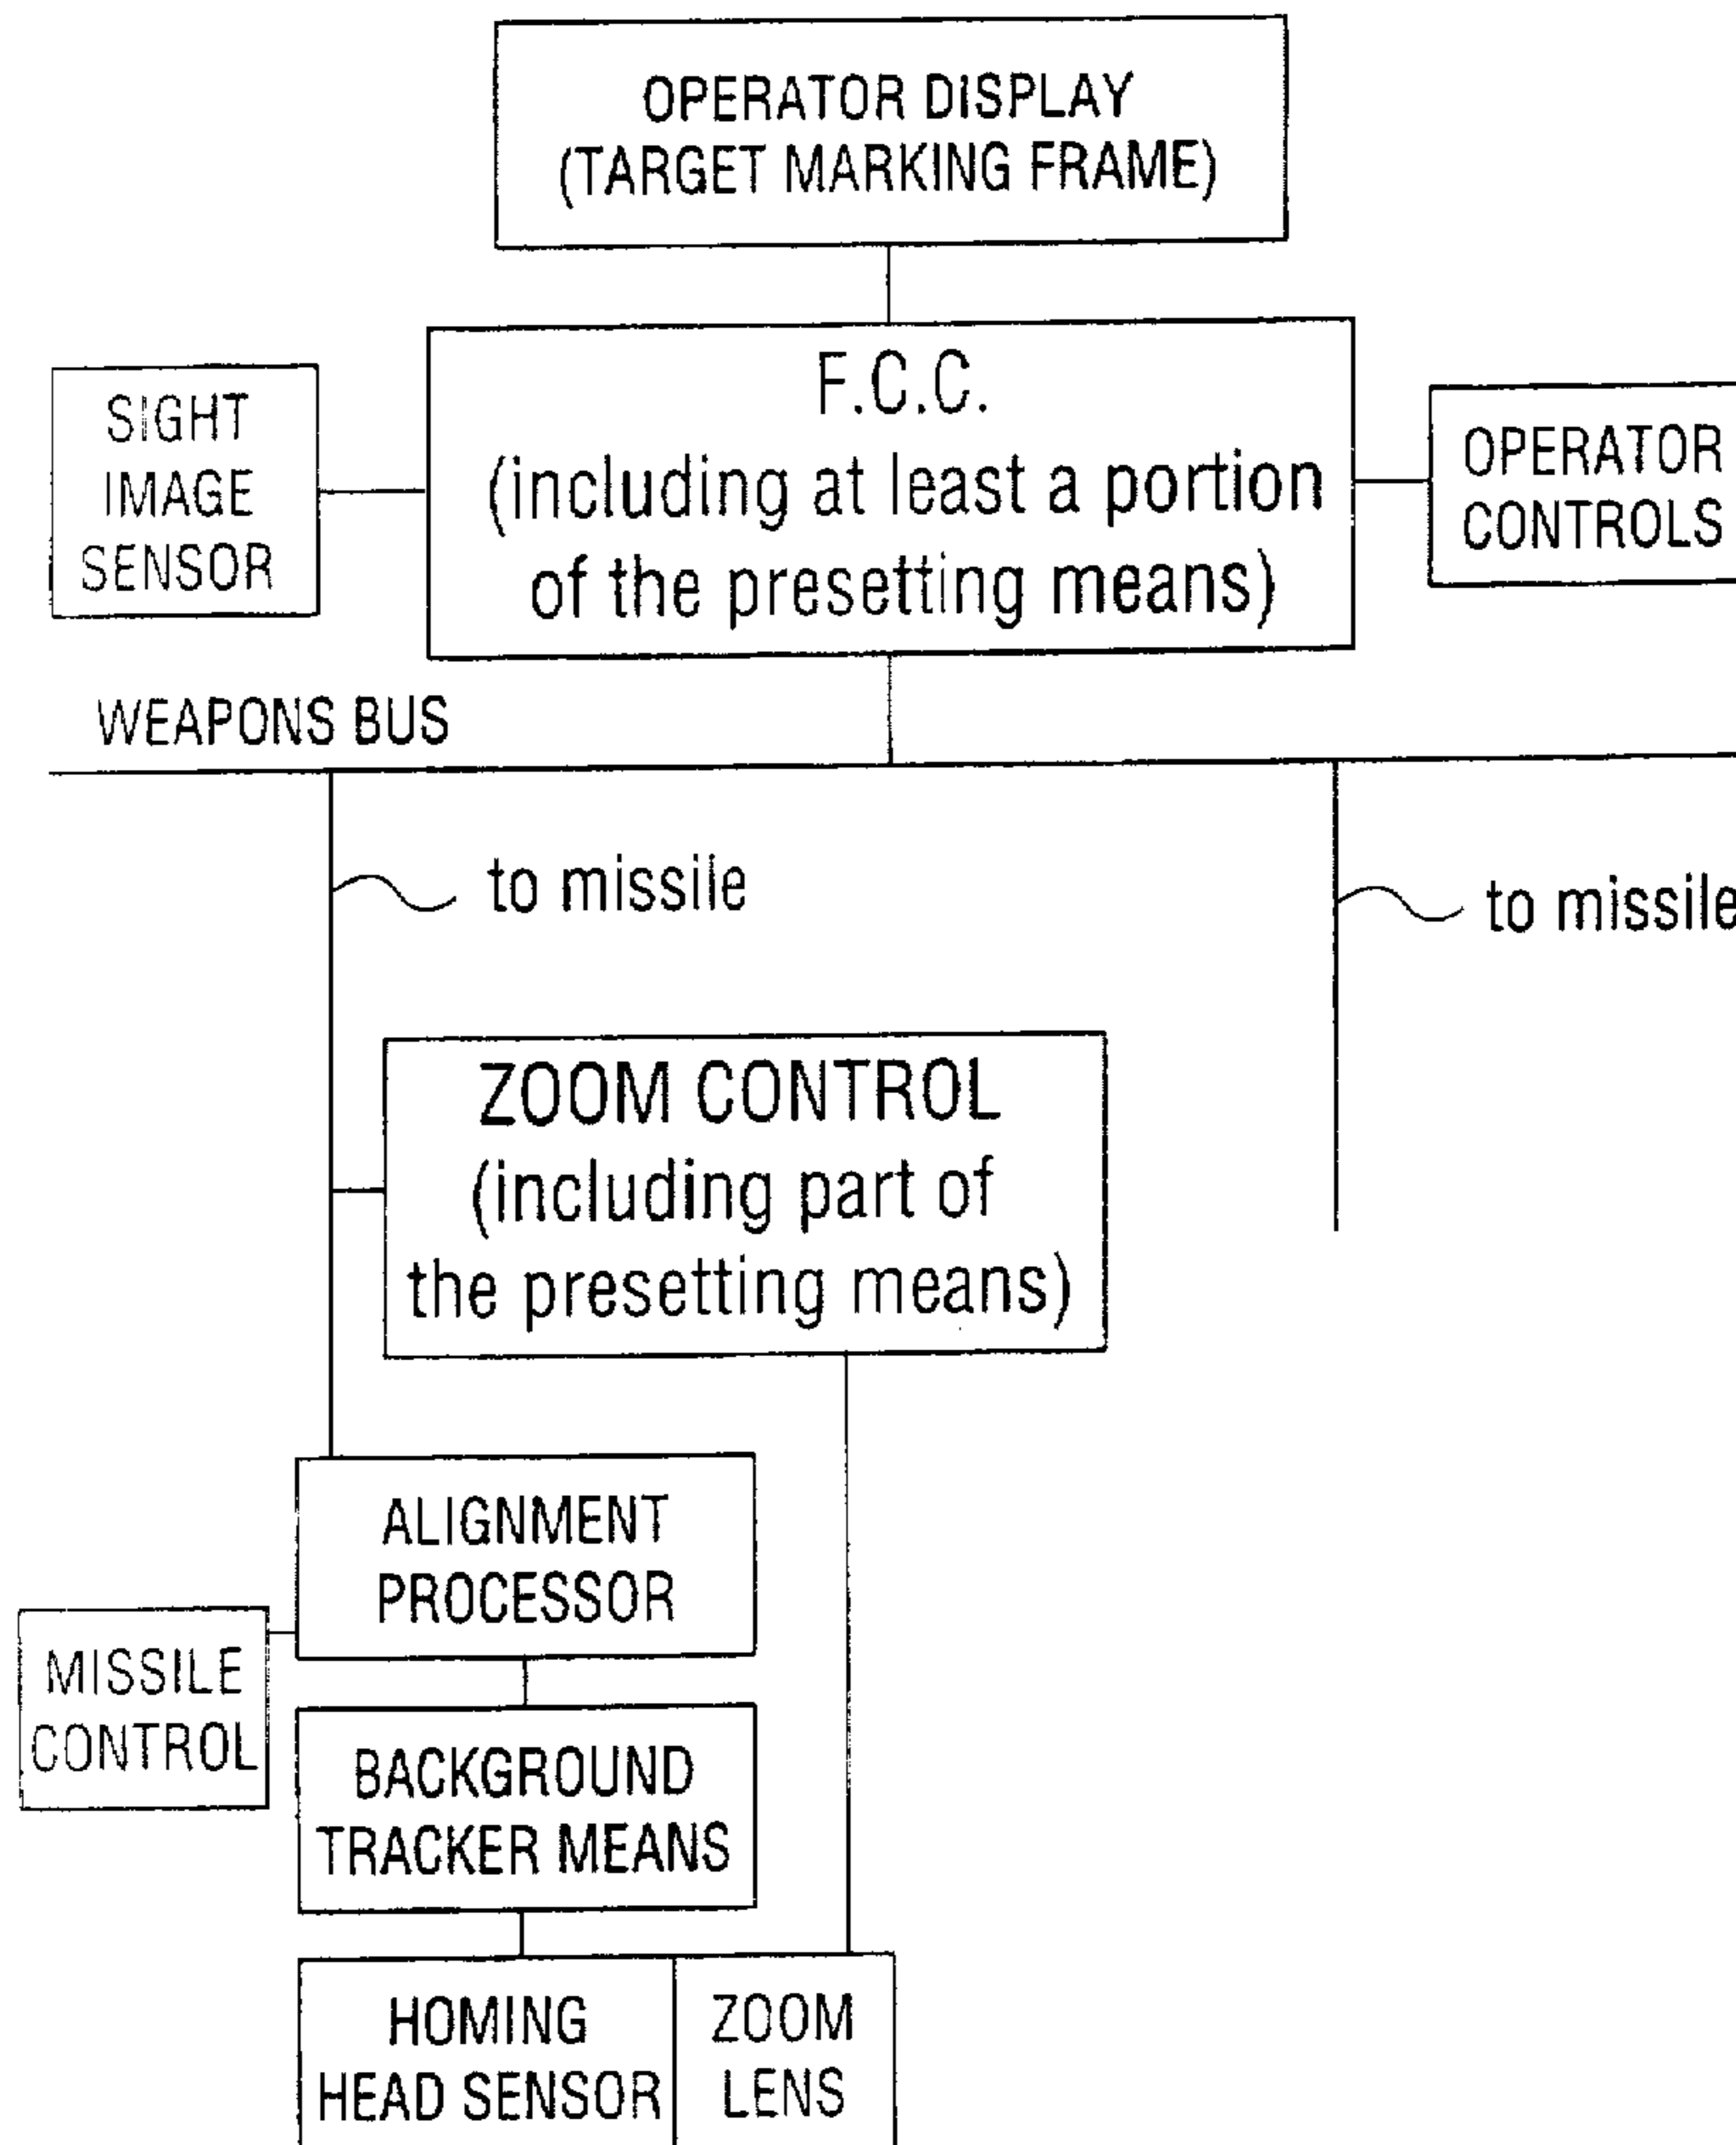 OPERATOR DISPLAY
(TARGET MARKING FRAME)
SIGHT
IMAGE
SENSOR
F.C.C.
(including at least a portion
of the presetting means)
OPERATOR
CONTROLS
WEAPONS BUS
to missile
to missile
ZOOM CONTROL
(including part of
the presetting means)
ALIGNMENT
PROCESSOR
MISSILE
CONTROL
BACKGROUND
TRACKER MEANS
HOMING
HEAD SENSOR
ZOOM
LENS